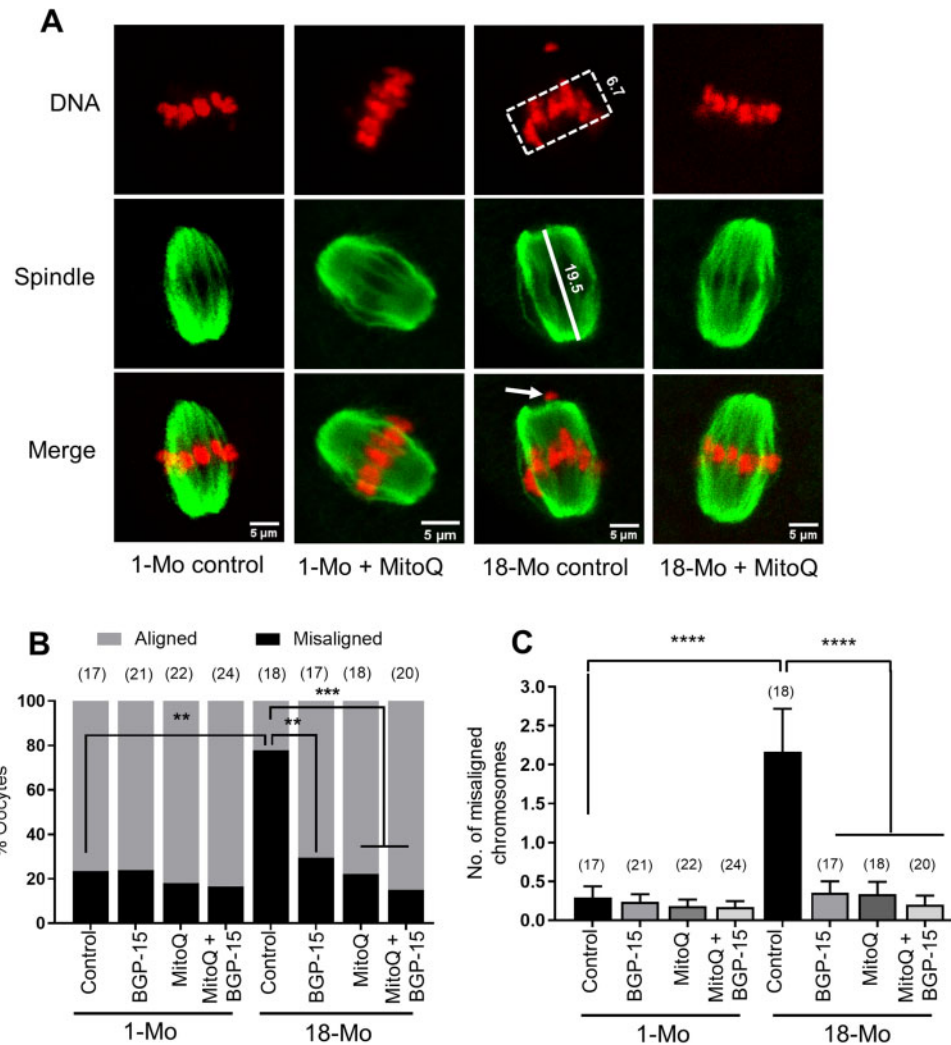 A
DNA
6.7
Spindle
19.5
Merge
5 µm
5 µm
5 µm
5 µm
1-Mo control
1-Mo + MitoQ
18-Mo control
18-Mo + MitoQ
B
Aligned
Misaligned
(17) (21) (22) (24) (18) (17) (18) (20)
100
80
60
40
20
0
% Oocytes
**
**
***
Control
BGP-15
MitoQ
MitoQ +
BGP-15
Control
BGP-15
MitoQ
MitoQ +
BGP-15
1-Mo
18-Mo
C
****
****
No. of misaligned
chromosomes
3.0
2.5
2.0
1.5
1.0
0.5
0.0
(17) (21) (22) (24) (18) (17) (18) (20)
Control
BGP-15
MitoQ
MitoQ +
BGP-15
Control
BGP-15
MitoQ
MitoQ +
BGP-15
1-Mo
18-Mo